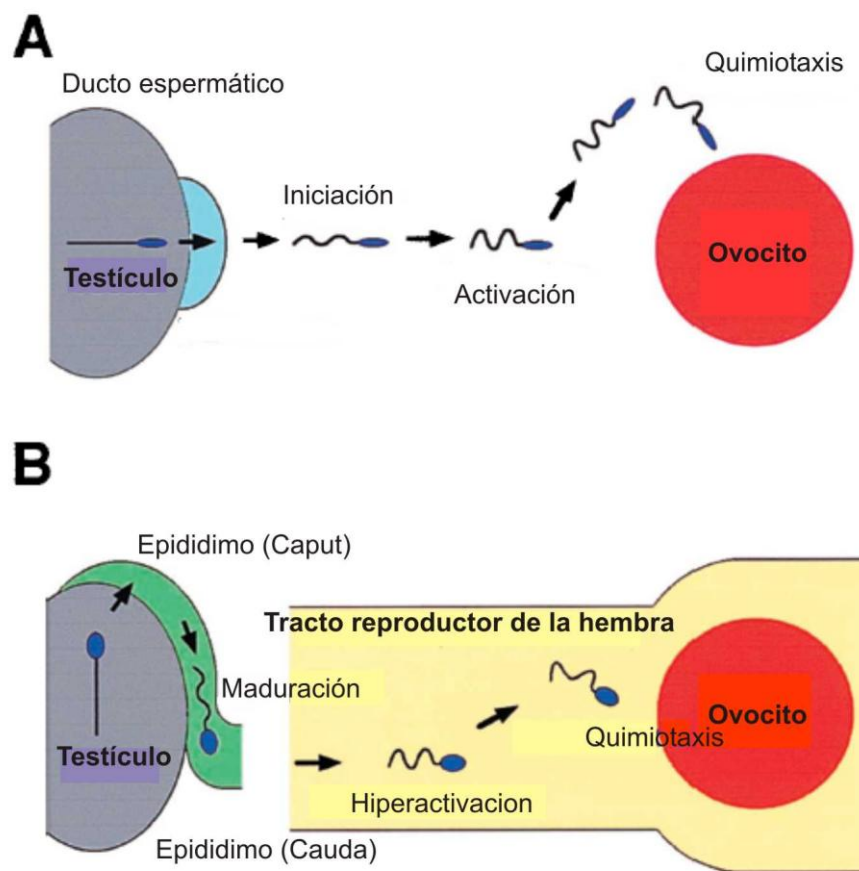 A
Ducto espermático
Quimiotaxis
Iniciación
Testículo
Activación
Ovocito
B
Epididimo (Caput)
Tracto reproductor de la hembra
Maduración
Testículo
Ovocito
Quimiotaxis
Hiperactivacion
Epididimo (Cauda)